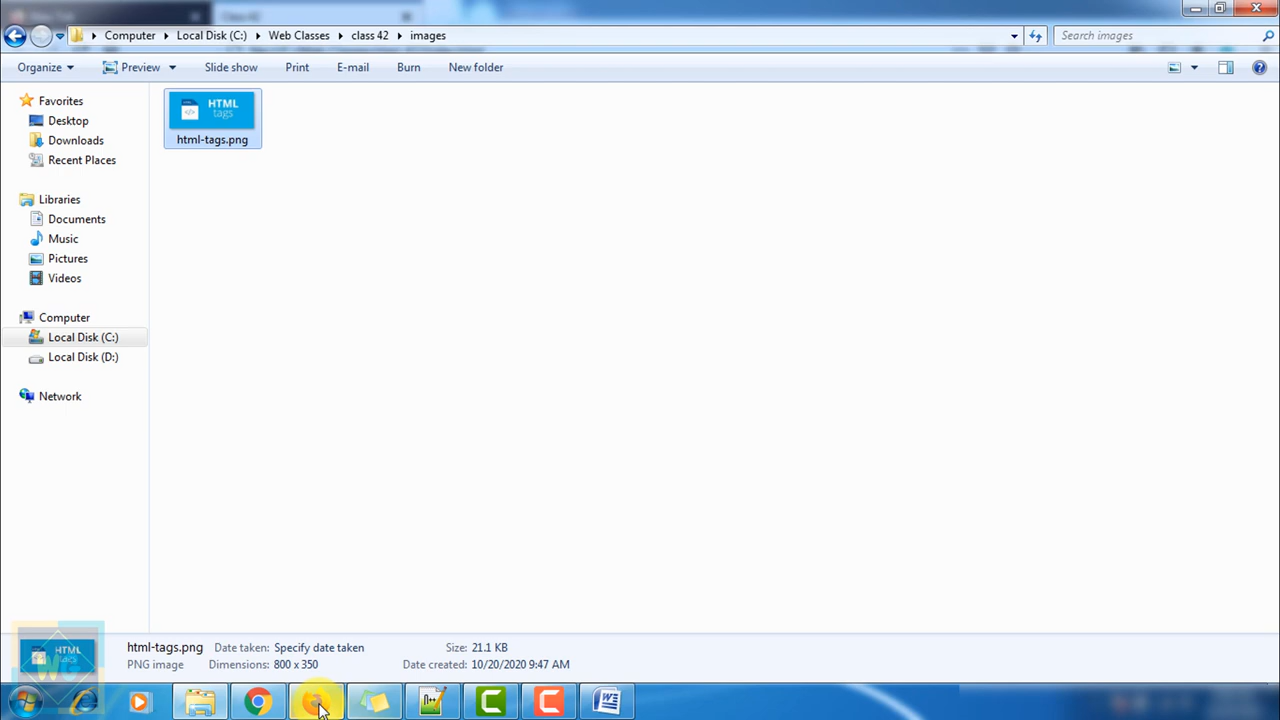 Computer Local Disk (C:) Web Classes class 42 images
Search images
Organize Preview Slide show Print E-mail Burn New folder
Favorites
Desktop
Downloads
Recent Places
Libraries
Documents
Music
Pictures
Videos
Computer
Local Disk (C:)
Local Disk (D:)
Network
HTML
tags
html-tags.png
HTML
html-tags.png Date taken: Specify date taken Size: 21.1 KB
PNG image Dimensions: 800 x 350 Date created: 10/20/2020 9:47 AM